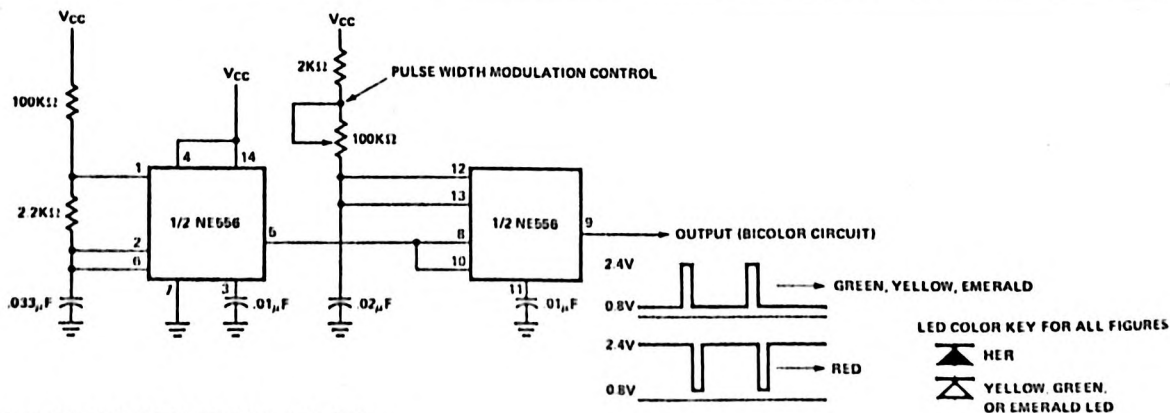 VCC
VCC
VCC
2KΩ
PULSE WIDTH MODULATION CONTROL
100KΩ
100KΩ
4
14
1
12
13
2.2KΩ
1/2 NE556
1/2 NE556
5
9
2
8
OUTPUT (BICOLOR CIRCUIT)
6
10
7
3
11
.033µF
.01µF
.02µF
.01µF
2.4V
GREEN, YELLOW, EMERALD
0.8V
LED COLOR KEY FOR ALL FIGURES
2.4V
HER
RED
0.8V
YELLOW, GREEN,
OR EMERALD LED